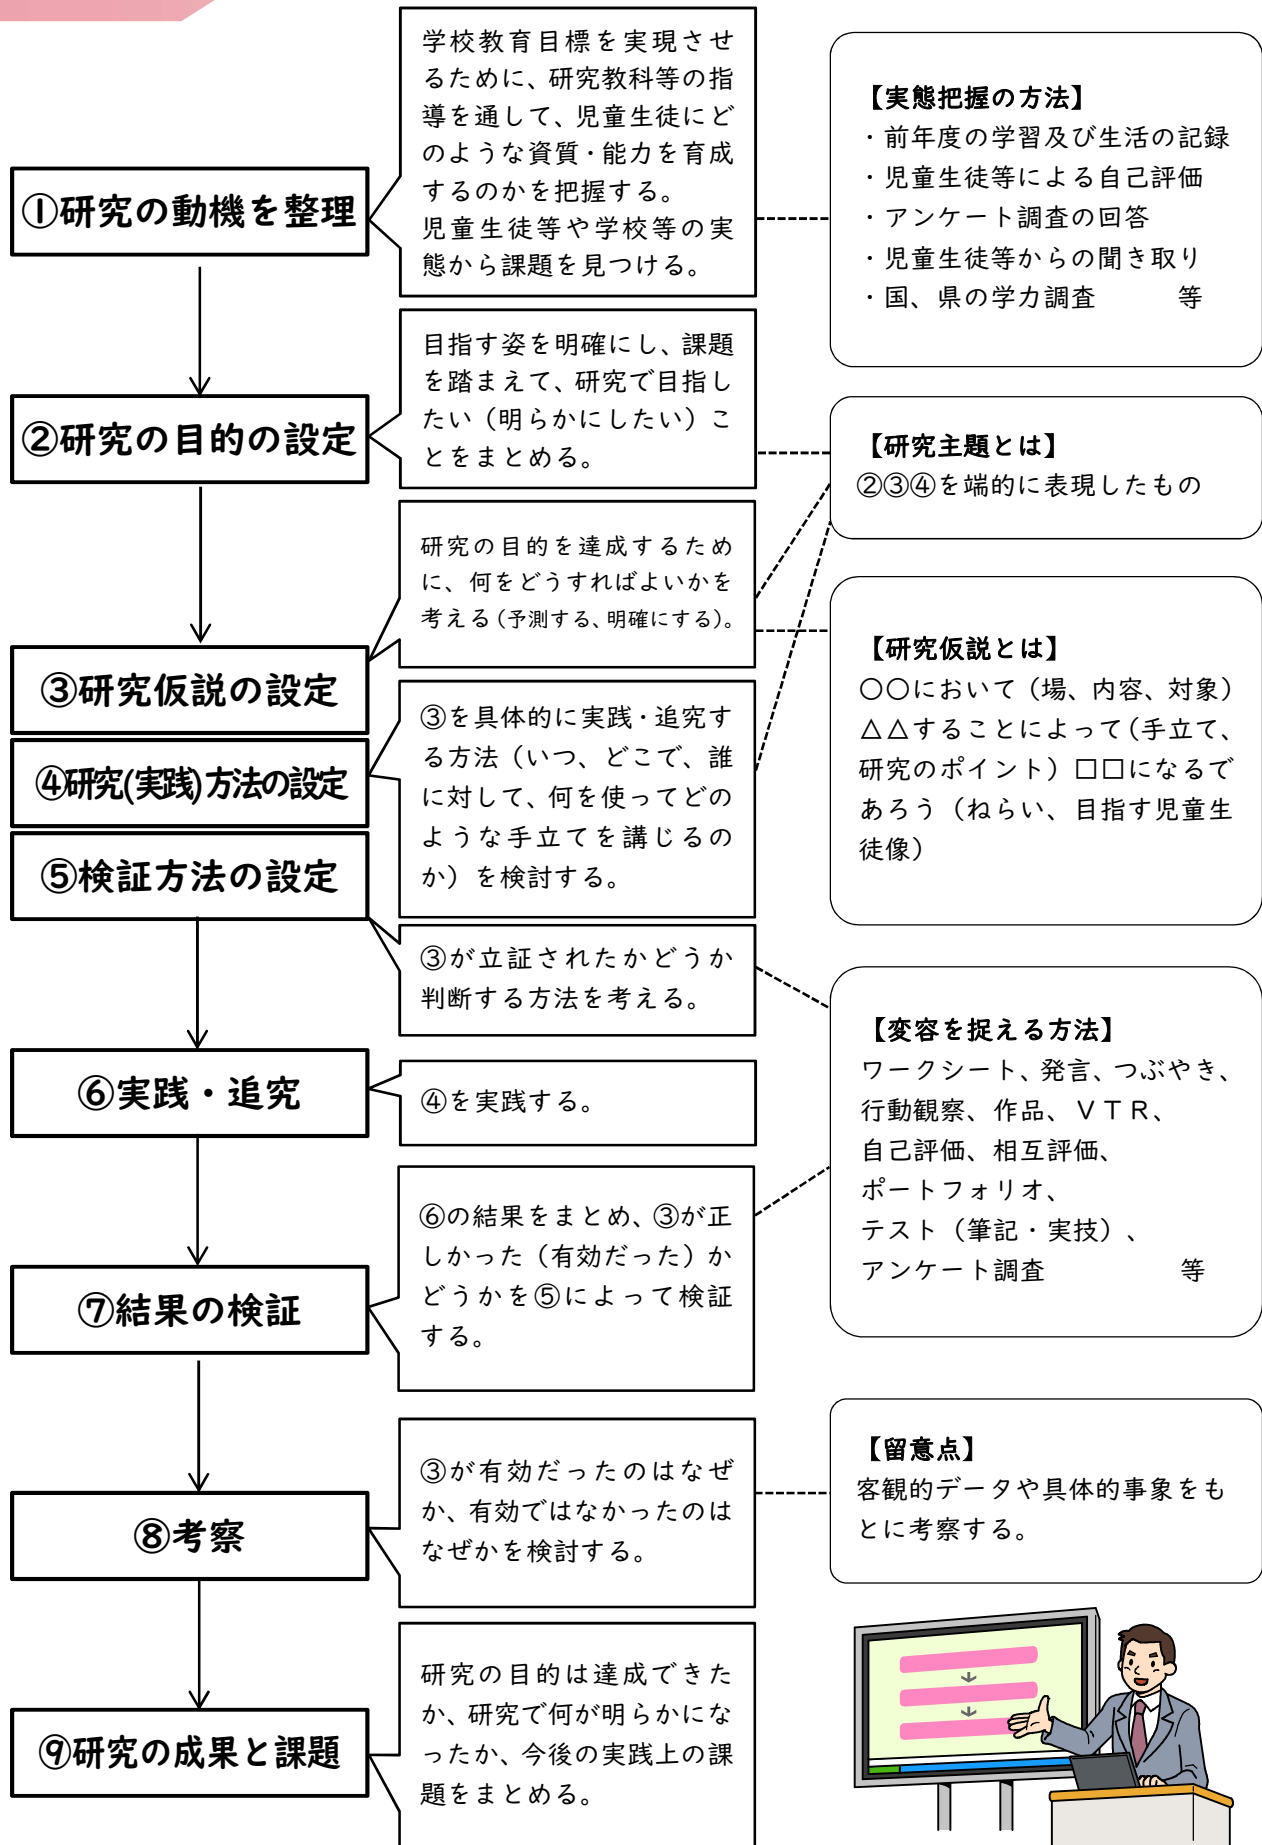 ①研究の動機を整理
学校教育目標を実現させ
るために、研究教科等の指
導を通して、児童生徒にど
のような資質・能力を育成
するのかを把握する。
児童生徒等や学校等の実
態から課題を見つける。
【実態把握の方法】
・前年度の学習及び生活の記録
・児童生徒等による自己評価
・アンケート調査の回答
・児童生徒等からの聞き取り
・国、県の学力調査 等
②研究の目的の設定
目指す姿を明確にし、課題
を踏まえて、研究で目指し
たい（明らかにしたい）こ
とをまとめる。
【研究主題とは】
②③④を端的に表現したもの
③研究仮説の設定
研究の目的を達成するため
に、何をどうすればよいかを
考える（予測する、明確にする）。
【研究仮説とは】
〇〇において（場、内容、対象）
△△することによって（手立て、
研究のポイント）□□になるで
あろう（ねらい、目指す児童生
徒像）
④研究(実践)方法の設定
③を具体的に実践・追究す
る方法（いつ、どこで、誰
に対して、何を使ってどの
ような手立てを講じるの
か）を検討する。
⑤検証方法の設定
③が立証されたかどうか
判断する方法を考える。
【変容を捉える方法】
ワークシート、発言、つぶやき、
行動観察、作品、ＶＴＲ、
自己評価、相互評価、
ポートフォリオ、
テスト（筆記・実技）、
アンケート調査 等
⑥実践・追究
④を実践する。
⑦結果の検証
⑥の結果をまとめ、③が正
しかった（有効だった）か
どうかを⑤によって検証
する。
⑧考察
③が有効だったのはなぜ
か、有効ではなかったのは
なぜかを検討する。
【留意点】
客観的データや具体的事象をも
とに考察する。
⑨研究の成果と課題
研究の目的は達成できた
か、研究で何が明らかにな
ったか、今後の実践上の課
題をまとめる。